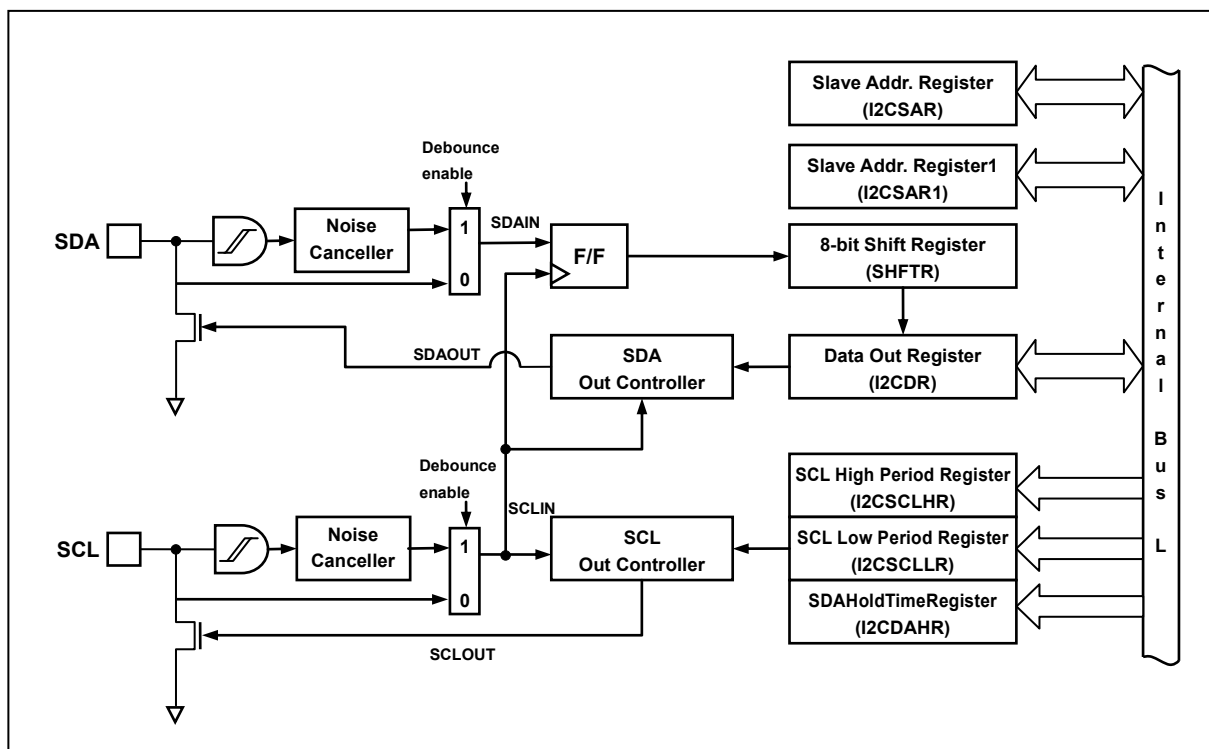 Slave Addr. Register
(I2CSAR)
Slave Addr. Register1
(I2CSAR1)
Debounce
enable
SDA
Noise
Canceller
1
0
SDAIN
F/F
8-bit Shift Register
(SHFTR)
SDAOUT
SDA
Out Controller
Data Out Register
(I2CDR)
Internal Bus L
Debounce
enable
SCL
Noise
Canceller
1
0
SCLIN
SCL
Out Controller
SCLOUT
SCL High Period Register
(I2CSCLHR)
SCL Low Period Register
(I2CSCLLR)
SDAHoldTimeRegister
(I2CDAHR)